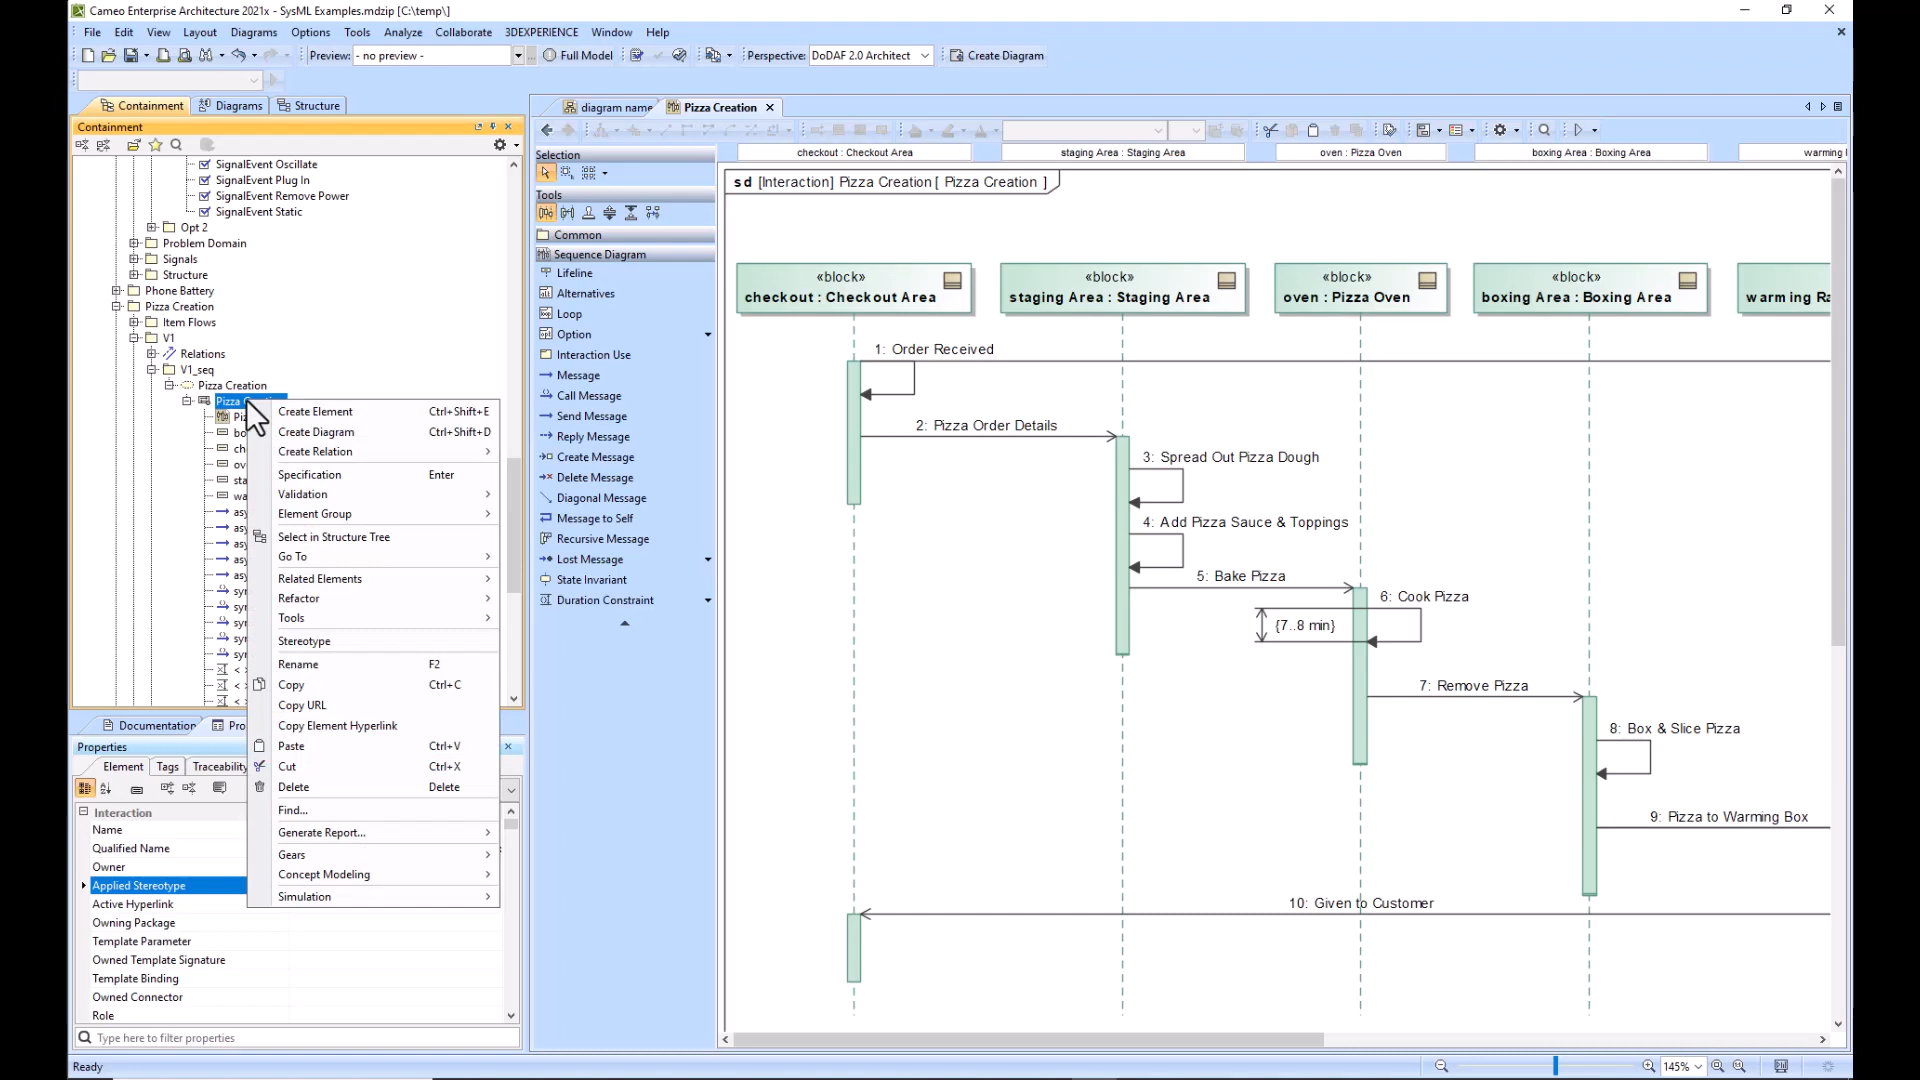 Cameo Enterprise Architecture 2021x - SysML Examples.mdzip [C:\temp\]
File Edit View Layout Diagrams Options Tools Analyze Collaborate 3DEXPERIENCE Window Help
Preview: - no preview - Full Model Perspective: DoDAF 2.0 Architect Create Diagram
Containment Diagrams Structure
diagram name Pizza Creation
Containment
SignalEvent Oscillate
SignalEvent Plug In
SignalEvent Remove Power
SignalEvent Static
Opt 2
Problem Domain
Signals
Structure
Phone Battery
Pizza Creation
Item Flows
V1
Relations
V1_seq
Pizza Creation
Pizza
Create Element Ctrl+Shift+E
Create Diagram Ctrl+Shift+D
Create Relation
Specification Enter
Validation
Element Group
Select in Structure Tree
Go To
Related Elements
Refactor
Tools
Stereotype
Rename F2
Copy Ctrl+C
Copy URL
Copy Element Hyperlink
Paste Ctrl+V
Cut Ctrl+X
Delete Delete
Find...
Generate Report...
Gears
Concept Modeling
Simulation
Documentation
Properties
Element Tags Traceability
Interaction
Name
Qualified Name
Owner
Applied Stereotype
Active Hyperlink
Owning Package
Template Parameter
Owned Template Signature
Template Binding
Owned Connector
Role
Type here to filter properties
Ready
Selection
Tools
Common
Sequence Diagram
Lifeline
Alternatives
Loop
Option
Interaction Use
Message
Call Message
Send Message
Reply Message
Create Message
Delete Message
Diagonal Message
Message to Self
Recursive Message
Lost Message
State Invariant
Duration Constraint
checkout : Checkout Area staging Area : Staging Area oven : Pizza Oven boxing Area : Boxing Area
sd [Interaction] Pizza Creation[ Pizza Creation ]
«block» «block» «block» «block»
checkout : Checkout Area staging Area : Staging Area oven : Pizza Oven boxing Area : Boxing Area
1: Order Received
2: Pizza Order Details
3: Spread Out Pizza Dough
4: Add Pizza Sauce & Toppings
5: Bake Pizza
6: Cook Pizza
{7..8 min}
7: Remove Pizza
8: Box & Slice Pizza
9: Pizza to Warming Box
10: Given to Customer
145%